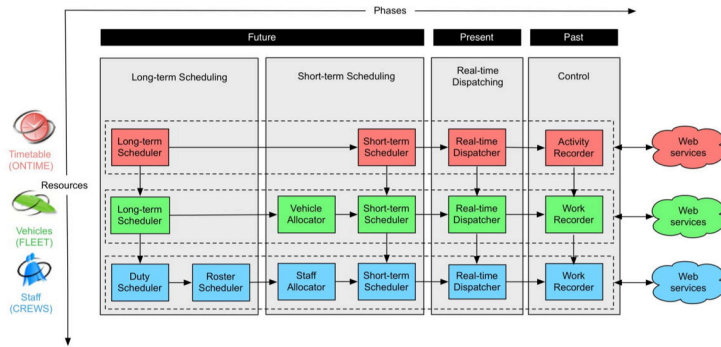 Phases
Future
Present
Past
Long-term Scheduling
Short-term Scheduling
Real-time
Dispatching
Control
Timetable
(ONTIME)
Long-term
Scheduler
Short-term
Scheduler
Real-time
Dispatcher
Activity
Recorder
Web
services
Resources
Vehicles
(FLEET)
Long-term
Scheduler
Vehicle
Allocator
Short-term
Scheduler
Real-time
Dispatcher
Work
Recorder
Web
services
Staff
(CREWS)
Duty
Scheduler
Roster
Scheduler
Staff
Allocator
Short-term
Scheduler
Real-time
Dispatcher
Work
Recorder
Web
services